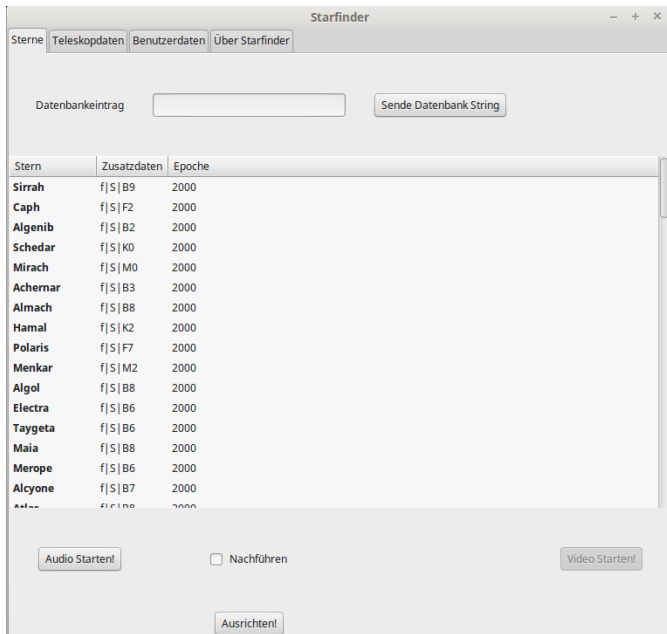 Starfinder
Sterne Teleskopdaten Benutzerdaten Über Starfinder
Datenbankeintrag Sende Datenbank String
Stern Zusatzdaten Epoche
Sirrah f|S|B9 2000
Caph f|S|F2 2000
Algenib f|S|B2 2000
Schedar f|S|K0 2000
Mirach f|S|M0 2000
Achernar f|S|B3 2000
Almach f|S|B8 2000
Hamal f|S|K2 2000
Polaris f|S|F7 2000
Menkar f|S|M2 2000
Algol f|S|B8 2000
Electra f|S|B6 2000
Taygeta f|S|B6 2000
Maia f|S|B8 2000
Merope f|S|B6 2000
Alcyone f|S|B7 2000
Atlas f|S|B8 2000
Audio Starten! Nachführen Video Starten!
Ausrichten!